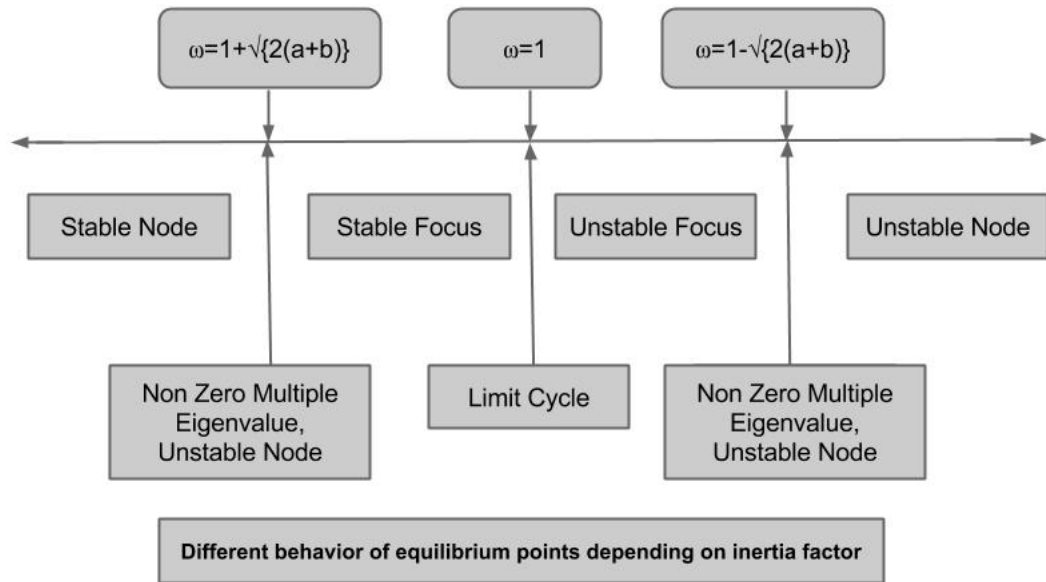 ω=1+√{2(a+b)}
ω=1
ω=1-√{2(a+b)}
Stable Node
Stable Focus
Unstable Focus
Unstable Node
Non Zero Multiple
Eigenvalue,
Unstable Node
Limit Cycle
Non Zero Multiple
Eigenvalue,
Unstable Node
Different behavior of equilibrium points depending on inertia factor